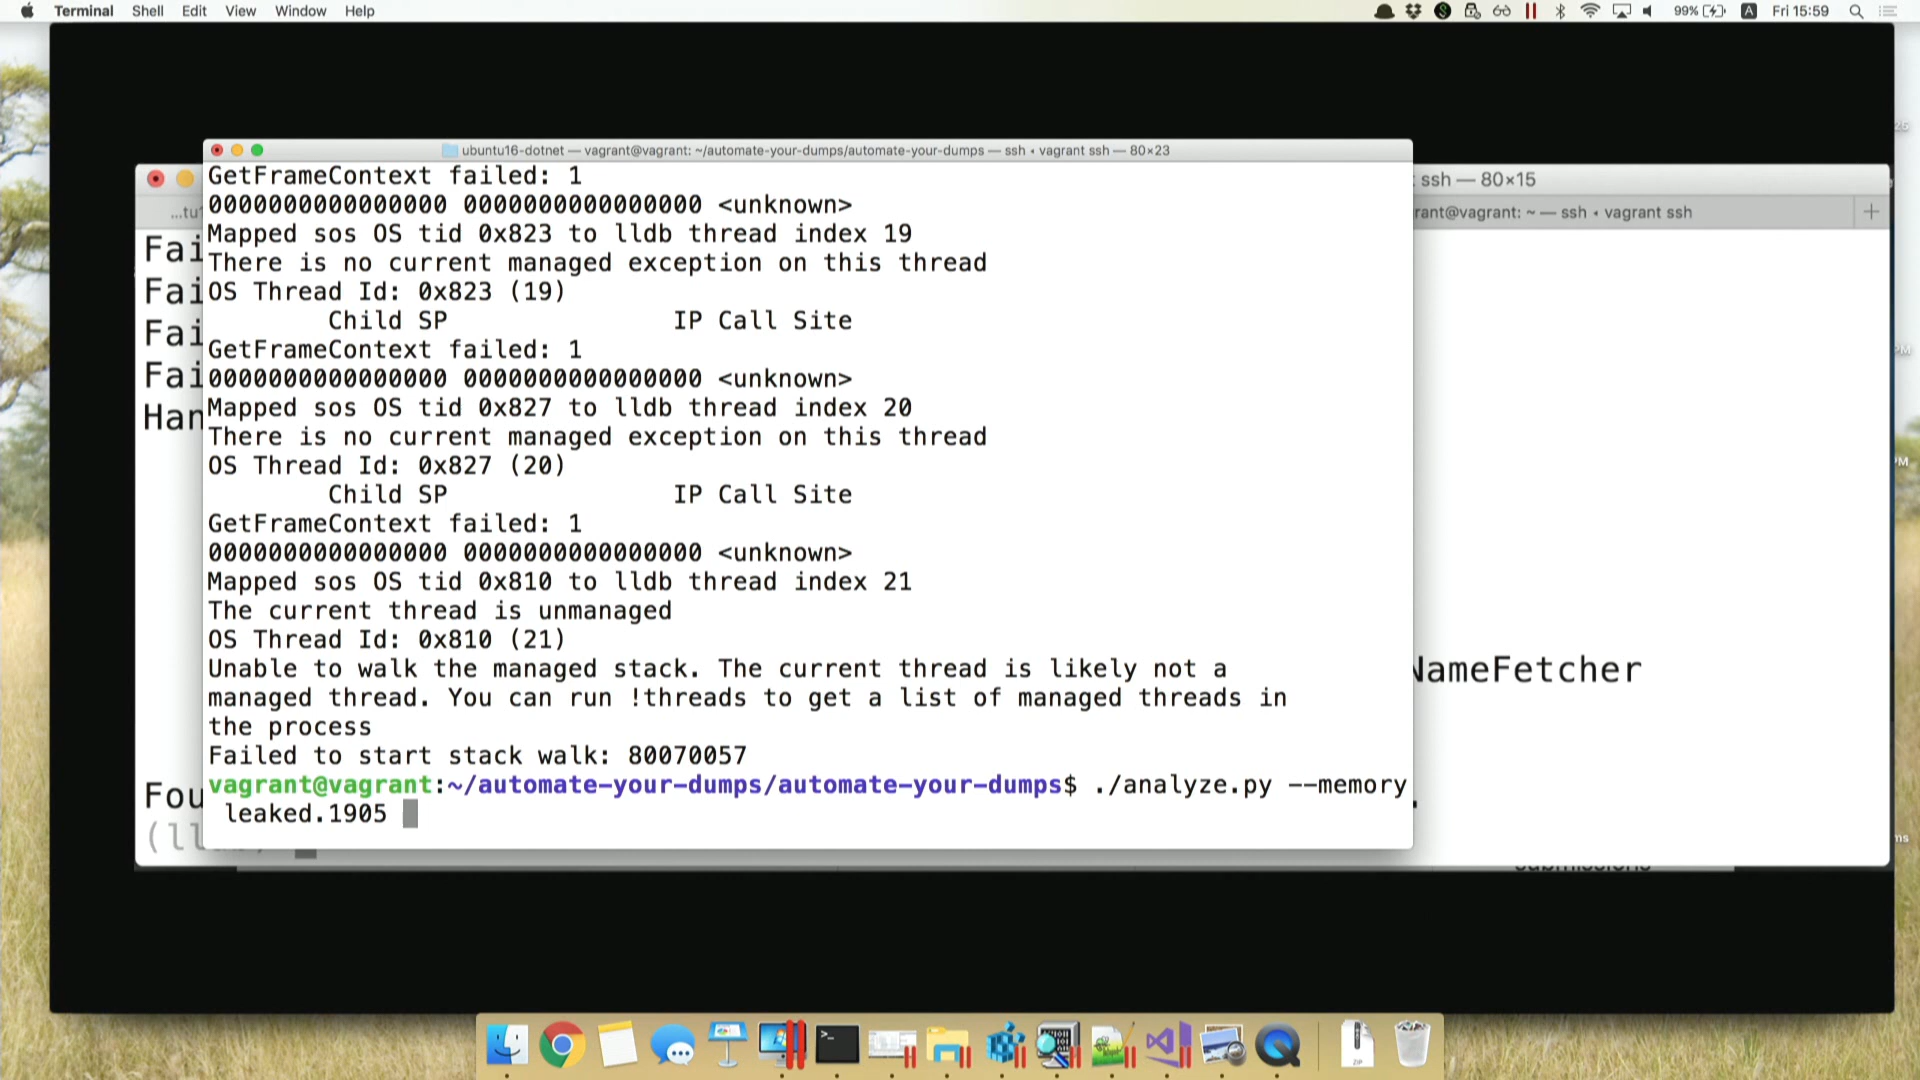 Terminal Shell Edit View Window Help
99% A Fri 15:59
ubuntu16-dotnet — vagrant@vagrant: ~/automate-your-dumps/automate-your-dumps — ssh ◂ vagrant ssh — 80×23
ssh — 80×15
...tu1
rant@vagrant: ~ — ssh ◂ vagrant ssh
+
GetFrameContext failed: 1
0000000000000000 0000000000000000 <unknown>
Mapped sos OS tid 0x823 to lldb thread index 19
There is no current managed exception on this thread
OS Thread Id: 0x823 (19)
Child SP IP Call Site
GetFrameContext failed: 1
0000000000000000 0000000000000000 <unknown>
Mapped sos OS tid 0x827 to lldb thread index 20
There is no current managed exception on this thread
OS Thread Id: 0x827 (20)
Child SP IP Call Site
GetFrameContext failed: 1
0000000000000000 0000000000000000 <unknown>
Mapped sos OS tid 0x810 to lldb thread index 21
The current thread is unmanaged
OS Thread Id: 0x810 (21)
Unable to walk the managed stack. The current thread is likely not a
managed thread. You can run !threads to get a list of managed threads in
the process
Failed to start stack walk: 80070057
vagrant@vagrant:~/automate-your-dumps/automate-your-dumps$ ./analyze.py --memory
leaked.1905
Fai
Fai
Fai
Fai
Han
NameFetcher
Fou
(ll
ZIP